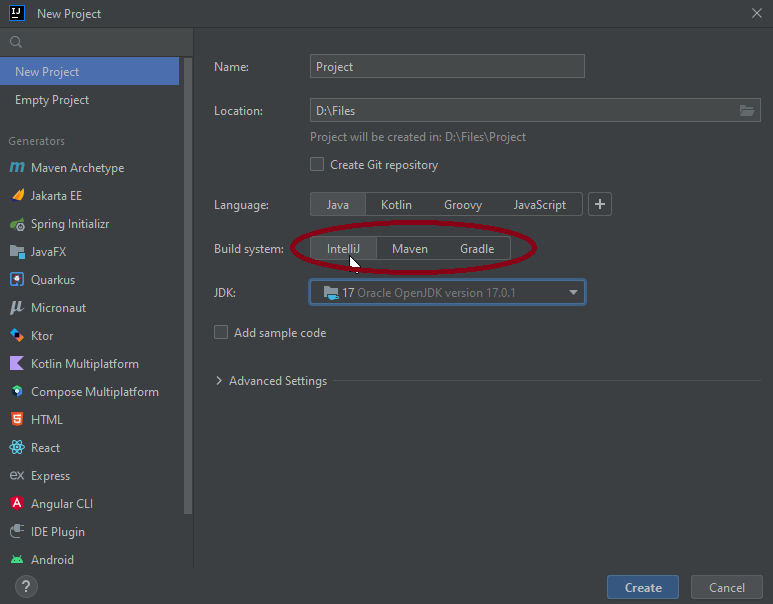 New Project
New Project
Empty Project
Generators
Maven Archetype
Jakarta EE
Spring Initializr
JavaFX
Quarkus
Micronaut
Ktor
Kotlin Multiplatform
Compose Multiplatform
HTML
React
Express
Angular CLI
IDE Plugin
Android
Name: Project
Location: D:\Files
Project will be created in: D:\Files\Project
Create Git repository
Language: Java Kotlin Groovy JavaScript +
Build system: IntelliJ Maven Gradle
JDK: 17 Oracle OpenJDK version 17.0.1
Add sample code
Advanced Settings
? Create Cancel